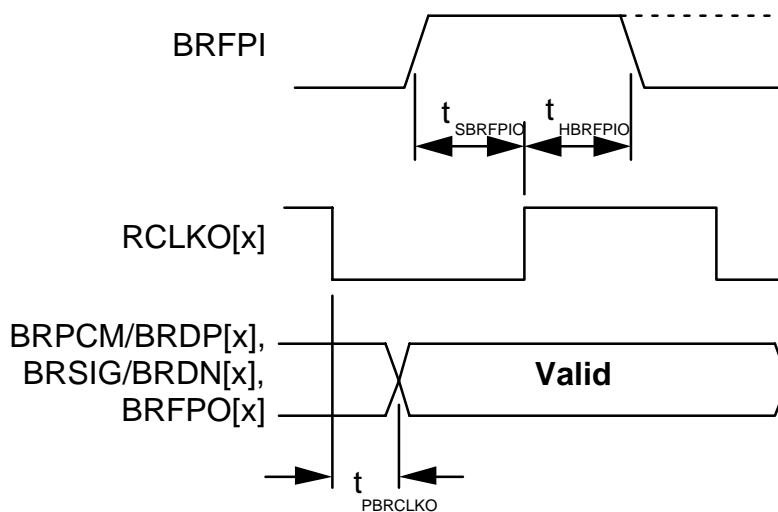 BRFPI
t SBRFPIO t HBRFPIO
RCLKO[x]
BRPCM/BRDP[x],
BRSIG/BRDN[x],
BRFPO[x]
Valid
t PBRCLKO